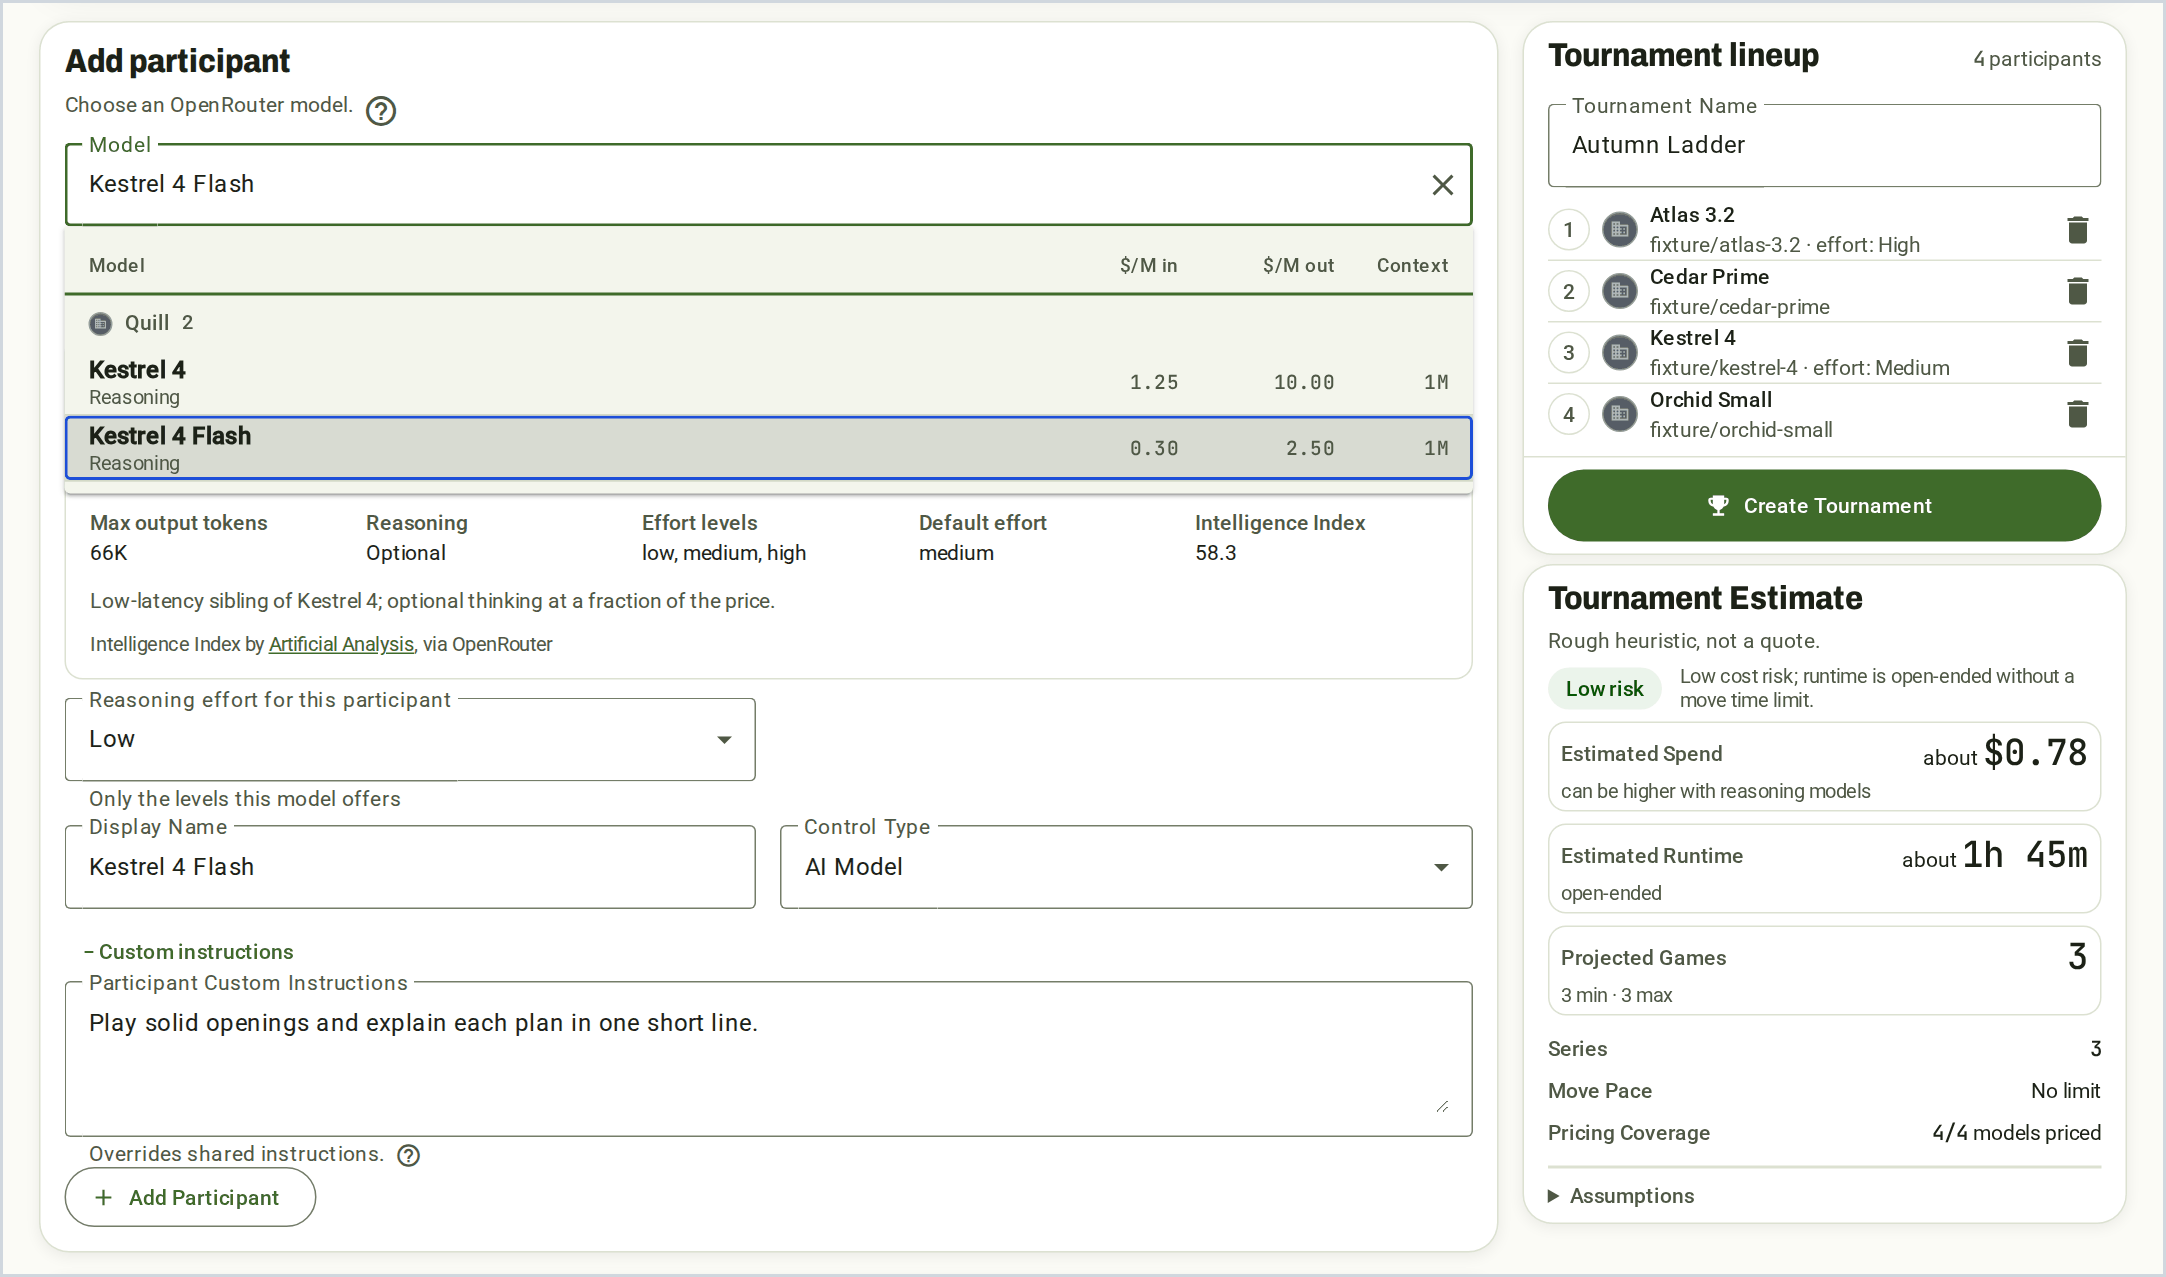 Add participant
Choose an OpenRouter model.
Model
Kestrel 4 Flash
Model $/M in $/M out Context
Quill 2
Kestrel 4
Reasoning
1.25 10.00 1M
Kestrel 4 Flash
Reasoning
0.30 2.50 1M
Max output tokens Reasoning Effort levels Default effort Intelligence Index
66K Optional low, medium, high medium 58.3
Low-latency sibling of Kestrel 4; optional thinking at a fraction of the price.
Intelligence Index by Artificial Analysis, via OpenRouter
Reasoning effort for this participant
Low
Only the levels this model offers
Display Name
Kestrel 4 Flash
Control Type
AI Model
− Custom instructions
Participant Custom Instructions
Play solid openings and explain each plan in one short line.
Overrides shared instructions.
+ Add Participant
Tournament lineup
4 participants
Tournament Name
Autumn Ladder
1
Atlas 3.2
fixture/atlas-3.2 · effort: High
2
Cedar Prime
fixture/cedar-prime
3
Kestrel 4
fixture/kestrel-4 · effort: Medium
4
Orchid Small
fixture/orchid-small
Create Tournament
Tournament Estimate
Rough heuristic, not a quote.
Low risk
Low cost risk; runtime is open-ended without a
move time limit.
Estimated Spend about $0.78
can be higher with reasoning models
Estimated Runtime about 1h 45m
open-ended
Projected Games 3
3 min · 3 max
Series 3
Move Pace No limit
Pricing Coverage 4/4 models priced
Assumptions